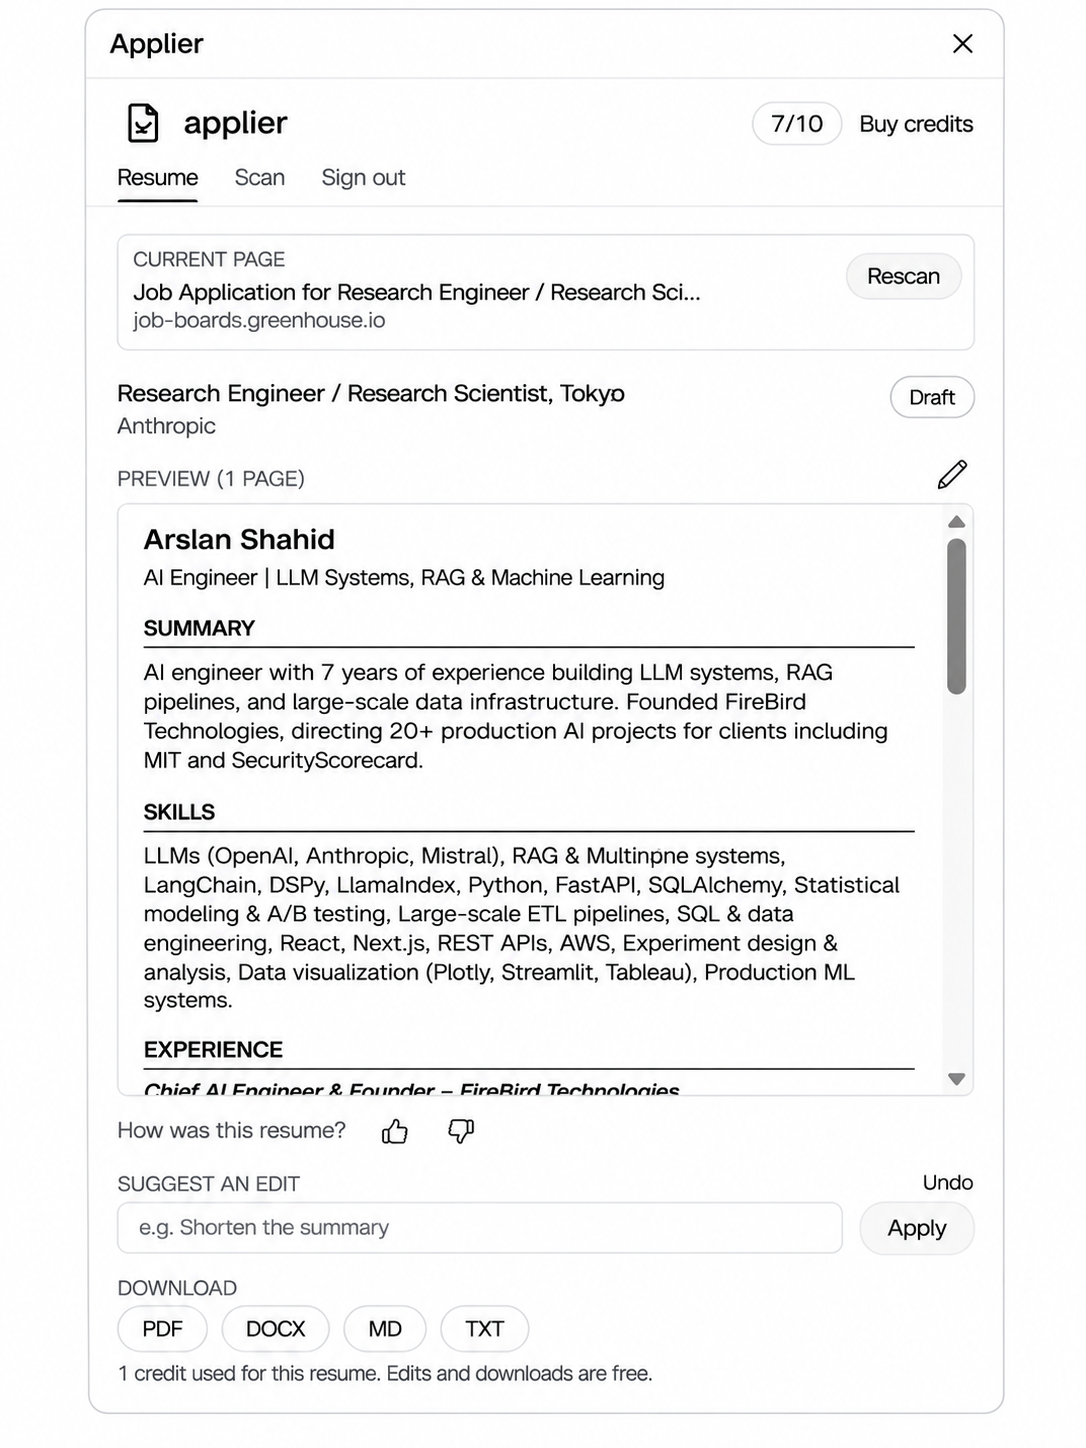 Applier
applier
7/10
Buy credits
Resume
Scan
Sign out
CURRENT PAGE
Job Application for Research Engineer / Research Sci...
job-boards.greenhouse.io
Rescan
Research Engineer / Research Scientist, Tokyo
Anthropic
Draft
PREVIEW (1 PAGE)
Arslan Shahid
AI Engineer | LLM Systems, RAG & Machine Learning
SUMMARY
AI engineer with 7 years of experience building LLM systems, RAG
pipelines, and large-scale data infrastructure. Founded FireBird
Technologies, directing 20+ production AI projects for clients including
MIT and SecurityScorecard.
SKILLS
LLMs (OpenAI, Anthropic, Mistral), RAG & Multinpne systems,
LangChain, DSPy, LlamaIndex, Python, FastAPI, SQLAlchemy, Statistical
modeling & A/B testing, Large-scale ETL pipelines, SQL & data
engineering, React, Next.js, REST APIs, AWS, Experiment design &
analysis, Data visualization (Plotly, Streamlit, Tableau), Production ML
systems.
EXPERIENCE
Chief AI Engineer & Founder – FireBird Technologies
How was this resume?
SUGGEST AN EDIT
Undo
e.g. Shorten the summary
Apply
DOWNLOAD
PDF
DOCX
MD
TXT
1 credit used for this resume. Edits and downloads are free.